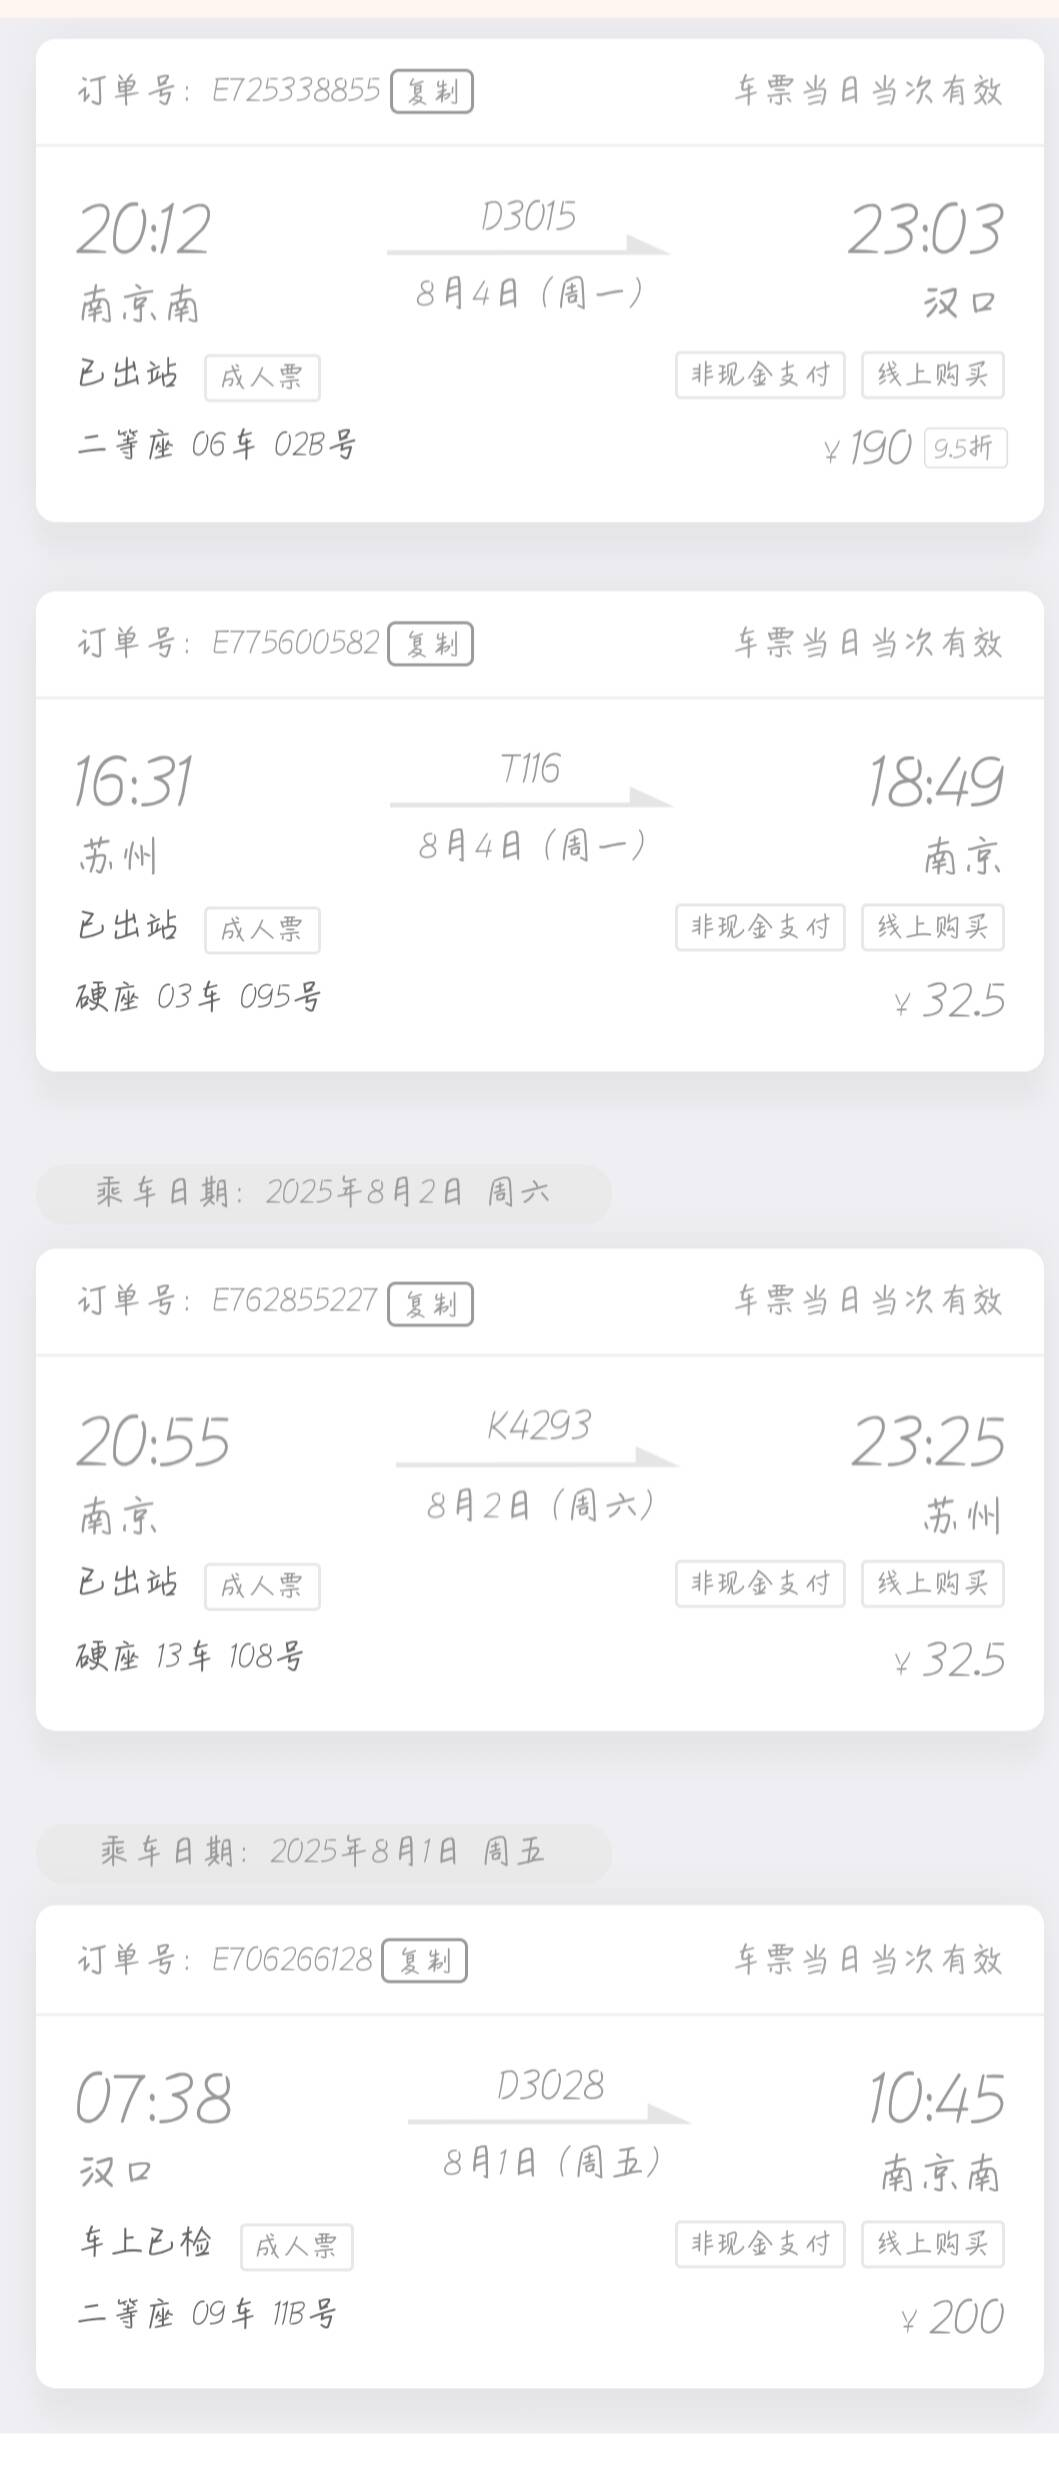 订单号：E725338855 复制 车票当日当次有效
20:12 D3015 23:03
南京南 8月4日（周一） 汉口
已出站 成人票 非现金支付 线上购买
二等座 06车 02B号 ¥190 9.5折
订单号：E775600582 复制 车票当日当次有效
16:31 T116 18:49
苏州 8月4日（周一） 南京
已出站 成人票 非现金支付 线上购买
硬座 03车 095号 ¥32.5
乘车日期：2025年8月2日 周六
订单号：E762855227 复制 车票当日当次有效
20:55 K4293 23:25
南京 8月2日（周六） 苏州
已出站 成人票 非现金支付 线上购买
硬座 13车 108号 ¥32.5
乘车日期：2025年8月1日 周五
订单号：E706266128 复制 车票当日当次有效
07:38 D3028 10:45
汉口 8月1日（周五） 南京南
车上已检 成人票 非现金支付 线上购买
二等座 09车 11B号 ¥200